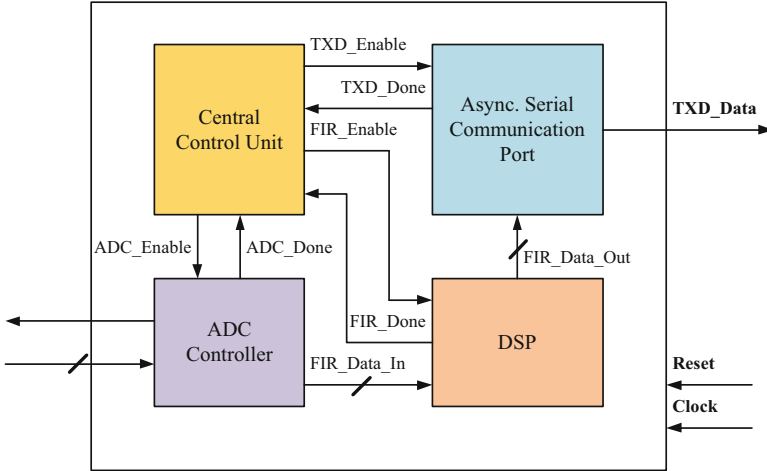 TXD_Enable
TXD_Done
Central
Control Unit
FIR_Enable
Async. Serial
Communication
Port
TXD_Data
ADC_Enable
ADC_Done
FIR_Data_Out
ADC
Controller
FIR_Done
DSP
FIR_Data_In
Reset
Clock